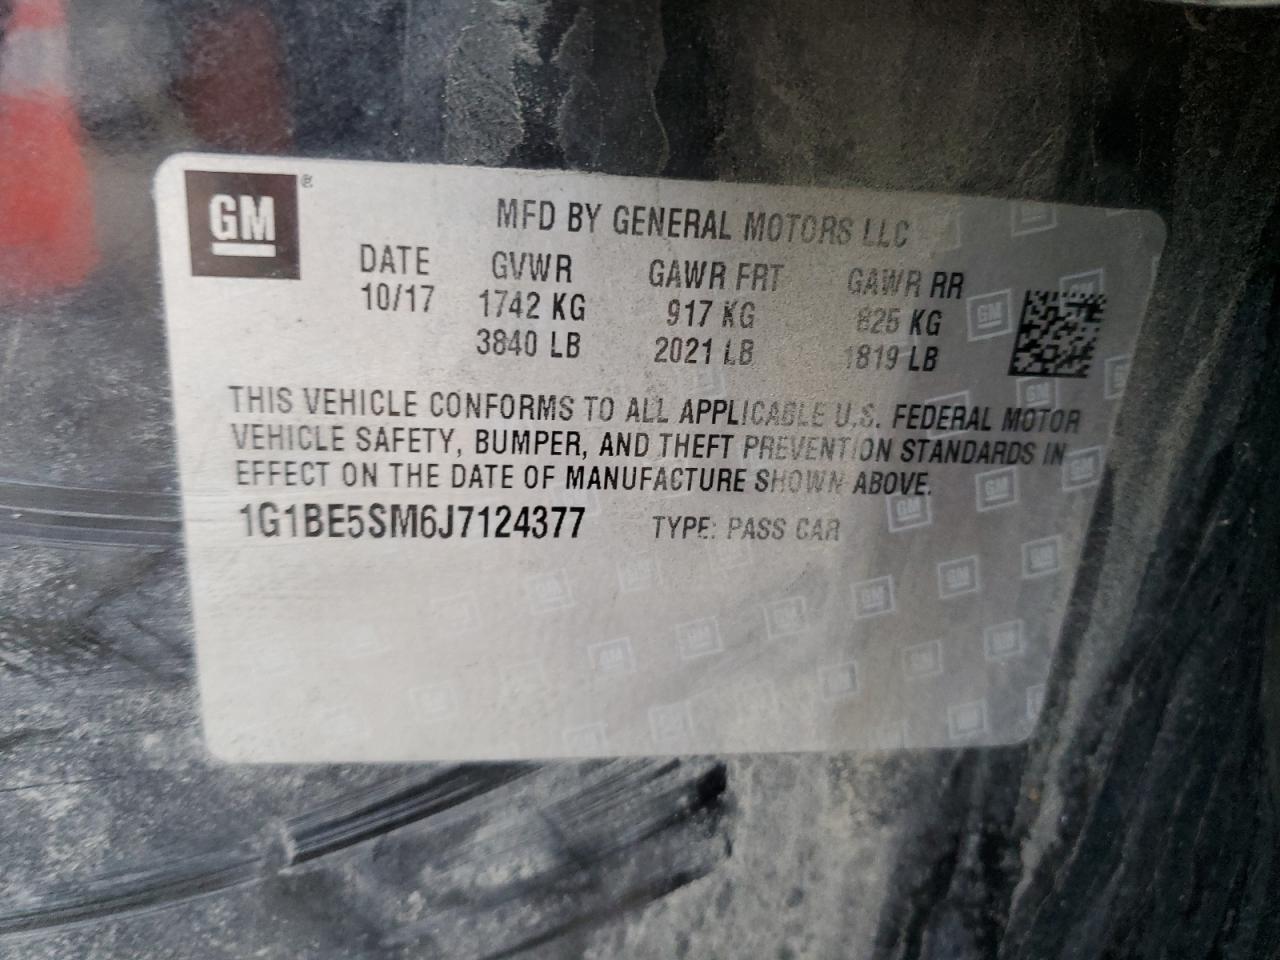 GM ®
MFD BY GENERAL MOTORS LLC
DATE GVWR GAWR FRT GAWR RR
10/17 1742 KG 917 KG 825 KG
3840 LB 2021 LB 1819 LB
THIS VEHICLE CONFORMS TO ALL APPLICABLE U.S. FEDERAL MOTOR
VEHICLE SAFETY, BUMPER, AND THEFT PREVENTION STANDARDS IN
EFFECT ON THE DATE OF MANUFACTURE SHOWN ABOVE.
1G1BE5SM6J7124377 TYPE: PASS CAR